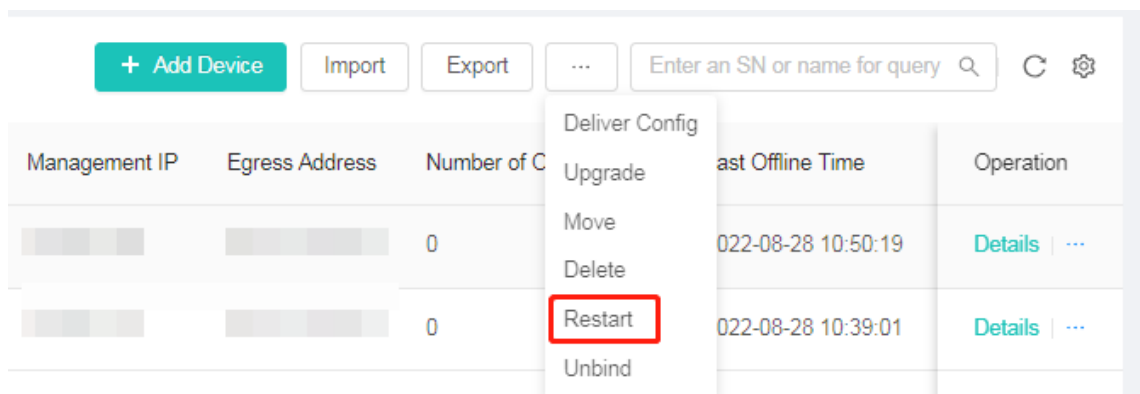 + Add Device Import Export ··· Enter an SN or name for query
Deliver Config
Management IP Egress Address Number of C ast Offline Time Operation
Upgrade
Move
0 022-08-28 10:50:19 Details ···
Delete
Restart
0 022-08-28 10:39:01 Details ···
Unbind